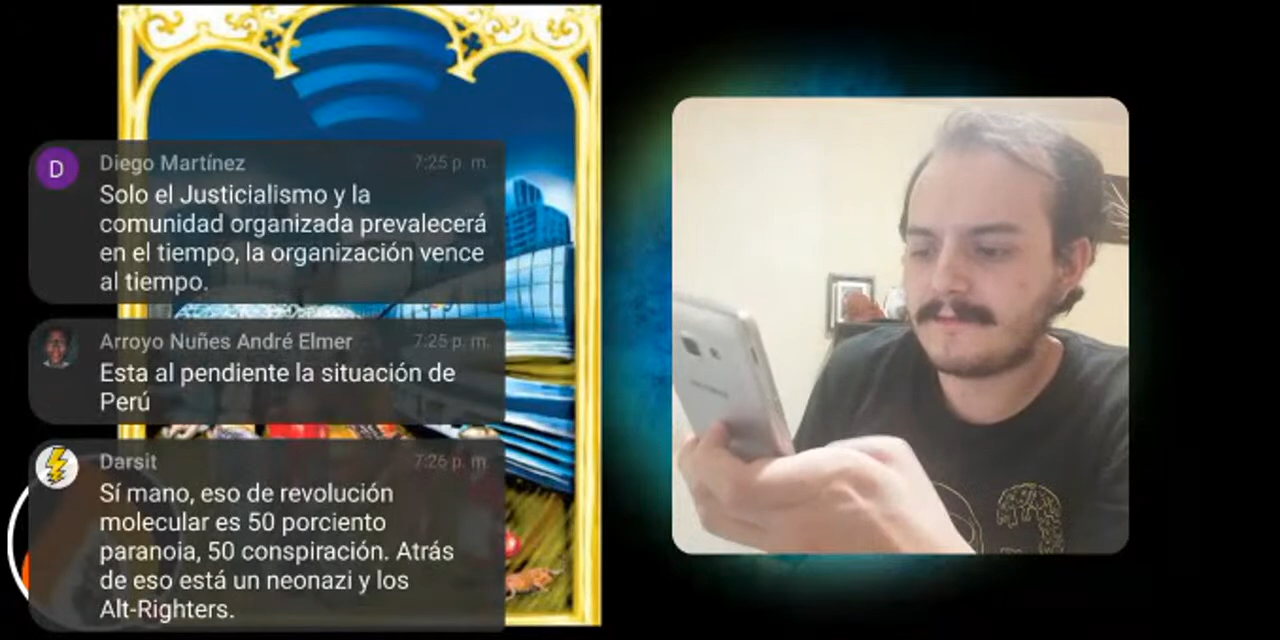 Diego Martínez 7:25 p. m.
Solo el Justicialismo y la
comunidad organizada prevalecerá
en el tiempo, la organización vence
al tiempo.
Arroyo Nuñes André Elmer 7:25 p. m.
Esta al pendiente la situación de
Perú
Darsit 7:26 p. m.
Sí mano, eso de revolución
molecular es 50 porciento
paranoia, 50 conspiración. Atrás
de eso está un neonazi y los
Alt-Righters.
D